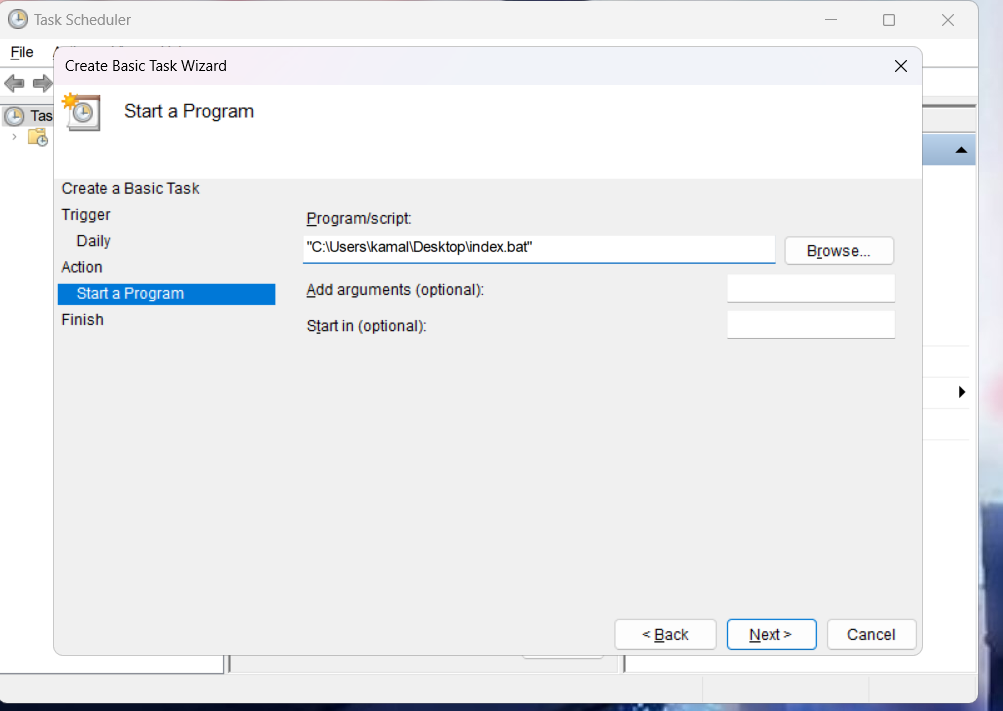 Task Scheduler
File
Create Basic Task Wizard
Tas
Start a Program
Create a Basic Task
Trigger
Daily
Action
Start a Program
Finish
Program/script:
"C:\Users\kamal\Desktop\index.bat"
Browse...
Add arguments (optional):
Start in (optional):
< Back
Next >
Cancel